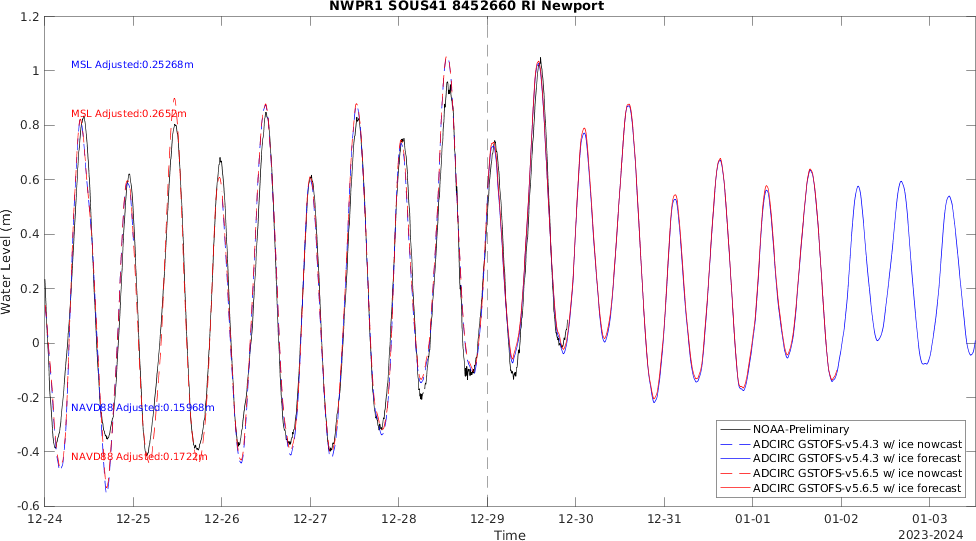 NWPR1 SOUS41 8452660 RI Newport
1.2
1
0.8
0.6
0.4
0.2
0
-0.2
-0.4
-0.6
Water Level (m)
MSL Adjusted:0.25268m
MSL Adjusted:0.2652m
NAVD88 Adjusted:0.15968m
NAVD88 Adjusted:0.1722m
NOAA-Preliminary
ADCIRC GSTOFS-v5.4.3 w/ ice nowcast
ADCIRC GSTOFS-v5.4.3 w/ ice forecast
ADCIRC GSTOFS-v5.6.5 w/ ice nowcast
ADCIRC GSTOFS-v5.6.5 w/ ice forecast
12-24 12-25 12-26 12-27 12-28 12-29 12-30 12-31 01-01 01-02 01-03
Time
2023-2024